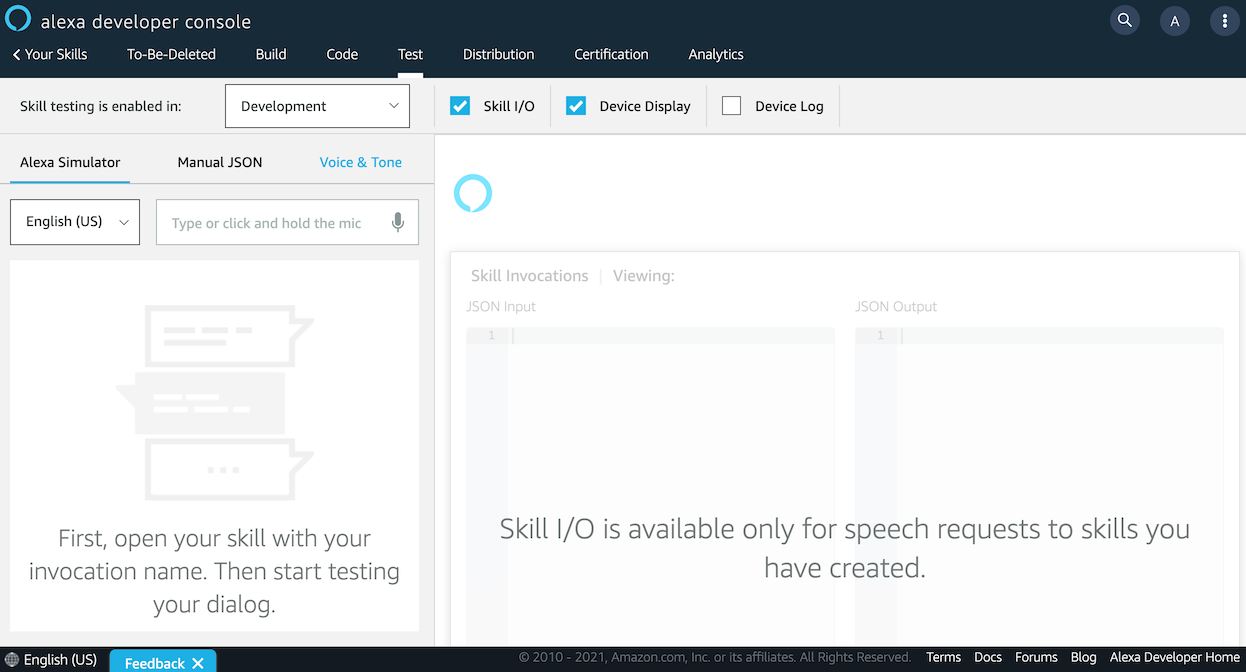 alexa developer console
A
Your Skills To-Be-Deleted Build Code Test Distribution Certification Analytics
Skill testing is enabled in: Development Skill I/O Device Display Device Log
Alexa Simulator Manual JSON Voice & Tone
English (US) Type or click and hold the mic
Skill Invocations Viewing:
JSON Input JSON Output
1 1
First, open your skill with your
invocation name. Then start testing
your dialog.
Skill I/O is available only for speech requests to skills you
have created.
English (US) Feedback © 2010 - 2021, Amazon.com, Inc. or its affiliates. All Rights Reserved. Terms Docs Forums Blog Alexa Developer Home